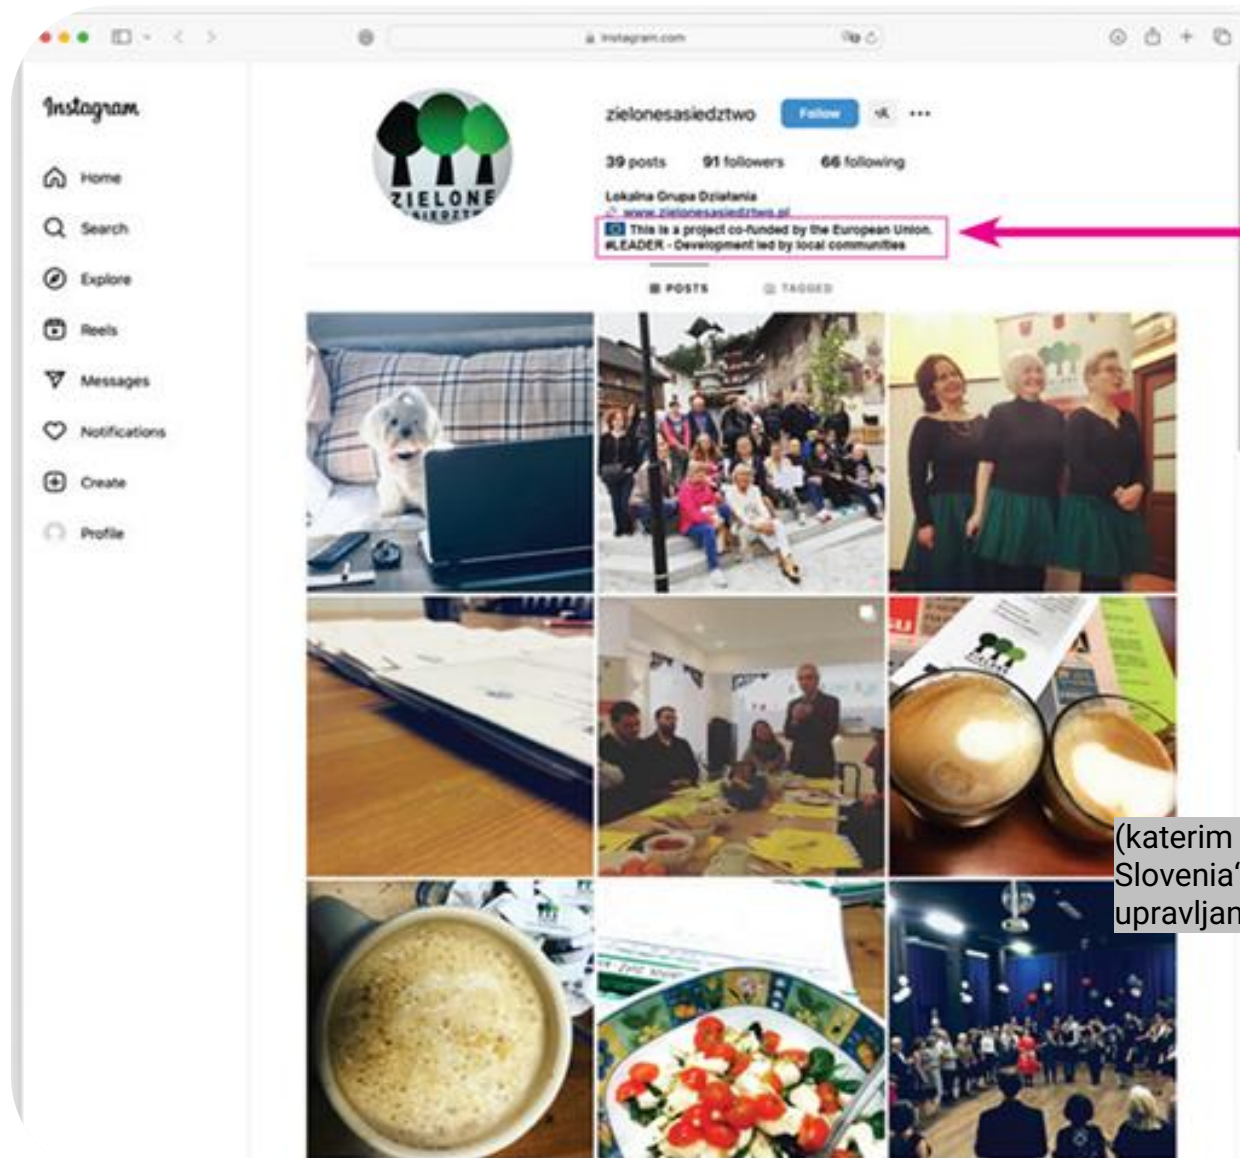 instagram.com
Instagram
Home
Search
Explore
Reels
Messages
Notifications
Create
Profile
ZIELONE
zielonesasiedztwo Follow
39 posts 91 followers 66 following
Lokalna Grupa Działania
www.zielonesasiedztwo.pl
This is a project co-funded by the European Union.
#LEADER - Development led by local communities
POSTS TAGGED
(katerim
Slovenia“
upravljan